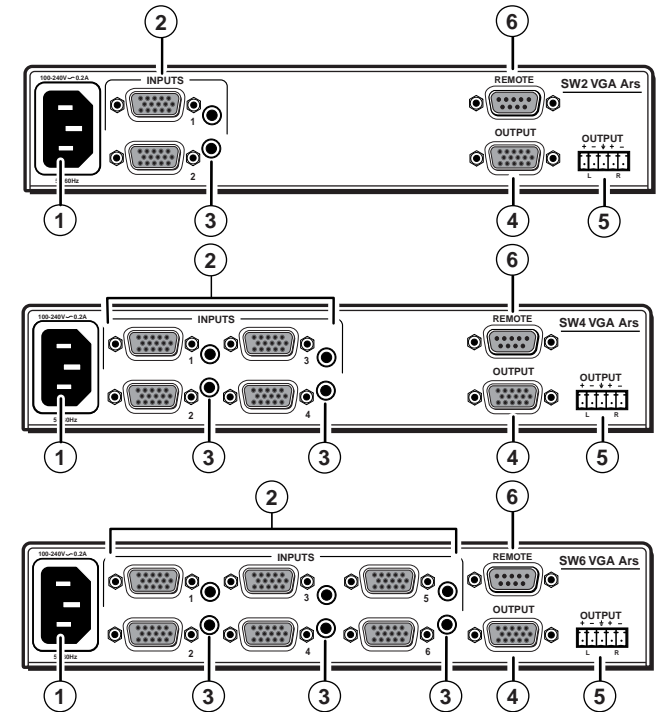 2
6
100-240V 0.2A
INPUTS
REMOTE
SW2 VGA Ars
1
OUTPUT
OUTPUT
+ - + -
2
L R
60Hz
1
3
4
5
2
6
100-240V 0.2A
INPUTS
REMOTE
SW4 VGA Ars
1
3
OUTPUT
OUTPUT
+ - + -
2
4
L R
60Hz
1
3
3
4
5
2
6
100-240V 0.2A
INPUTS
REMOTE
SW6 VGA Ars
1
3
5
OUTPUT
OUTPUT
+ - + -
2
4
6
L R
60Hz
1
3
3
3
4
5